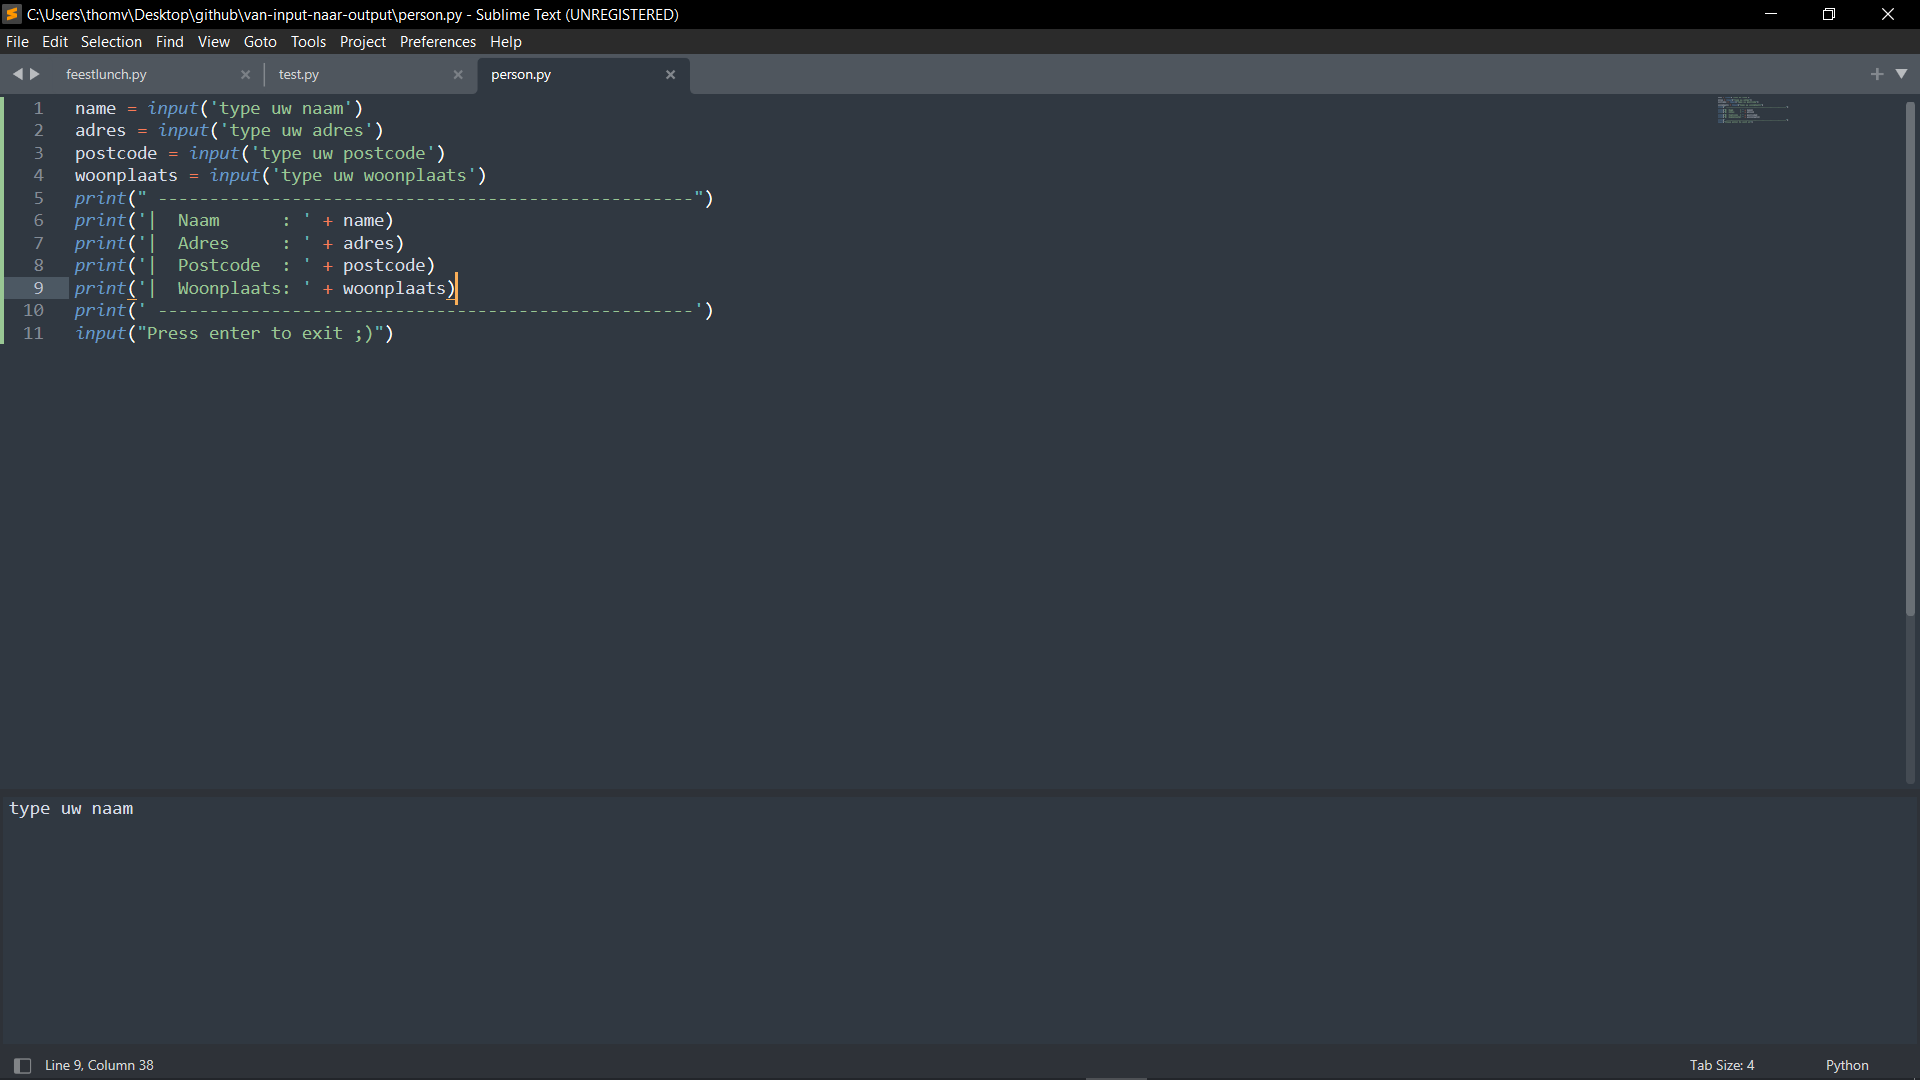 C:\Users\thomv\Desktop\github\van-input-naar-output\person.py - Sublime Text (UNREGISTERED)
File Edit Selection Find View Goto Tools Project Preferences Help
feestlunch.py test.py person.py
1 name = input('type uw naam')
2 adres = input('type uw adres')
3 postcode = input('type uw postcode')
4 woonplaats = input('type uw woonplaats')
5 print(" ----------------------------------------------------")
6 print('|  Naam      : ' + name)
7 print('|  Adres     : ' + adres)
8 print('|  Postcode  : ' + postcode)
9 print('|  Woonplaats: ' + woonplaats)
10 print(' ----------------------------------------------------')
11 input("Press enter to exit ;)")
type uw naam
Line 9, Column 38 Tab Size: 4 Python